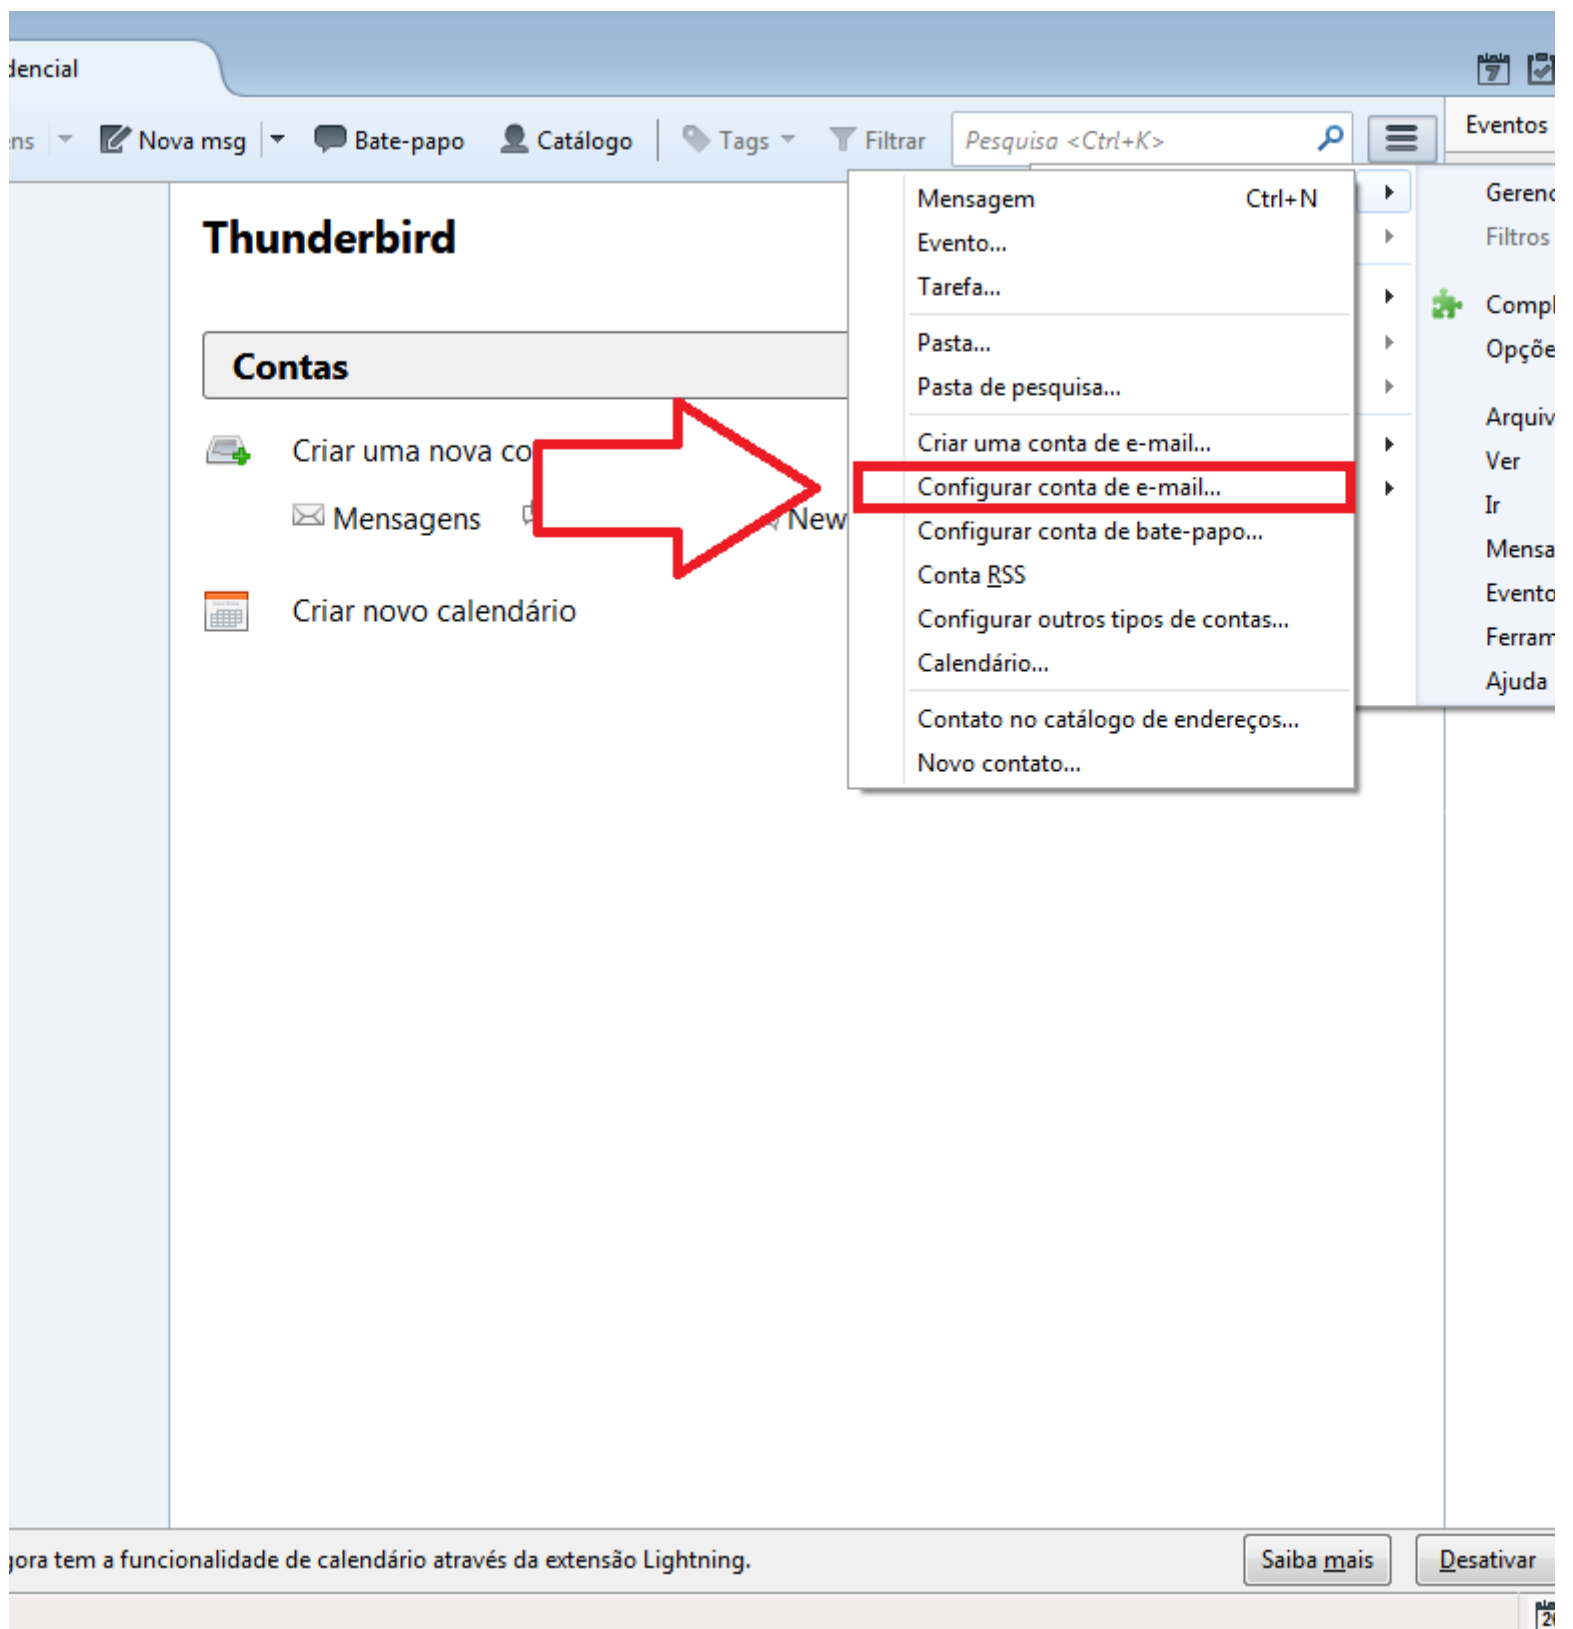 dencial
ens
Nova msg
Bate-papo
Catálogo
Tags
Filtrar
Pesquisa <Ctrl+K>
Eventos
Thunderbird
Contas
Criar uma nova co
Mensagens
New
Criar novo calendário
Mensagem Ctrl+N
Evento...
Tarefa...
Pasta...
Pasta de pesquisa...
Criar uma conta de e-mail...
Configurar conta de e-mail...
Configurar conta de bate-papo...
Conta RSS
Configurar outros tipos de contas...
Calendário...
Contato no catálogo de endereços...
Novo contato...
Gerenc
Filtros
Compl
Opçõe
Arquiv
Ver
Ir
Mensa
Evento
Ferram
Ajuda
gora tem a funcionalidade de calendário através da extensão Lightning.
Saiba mais
Desativar